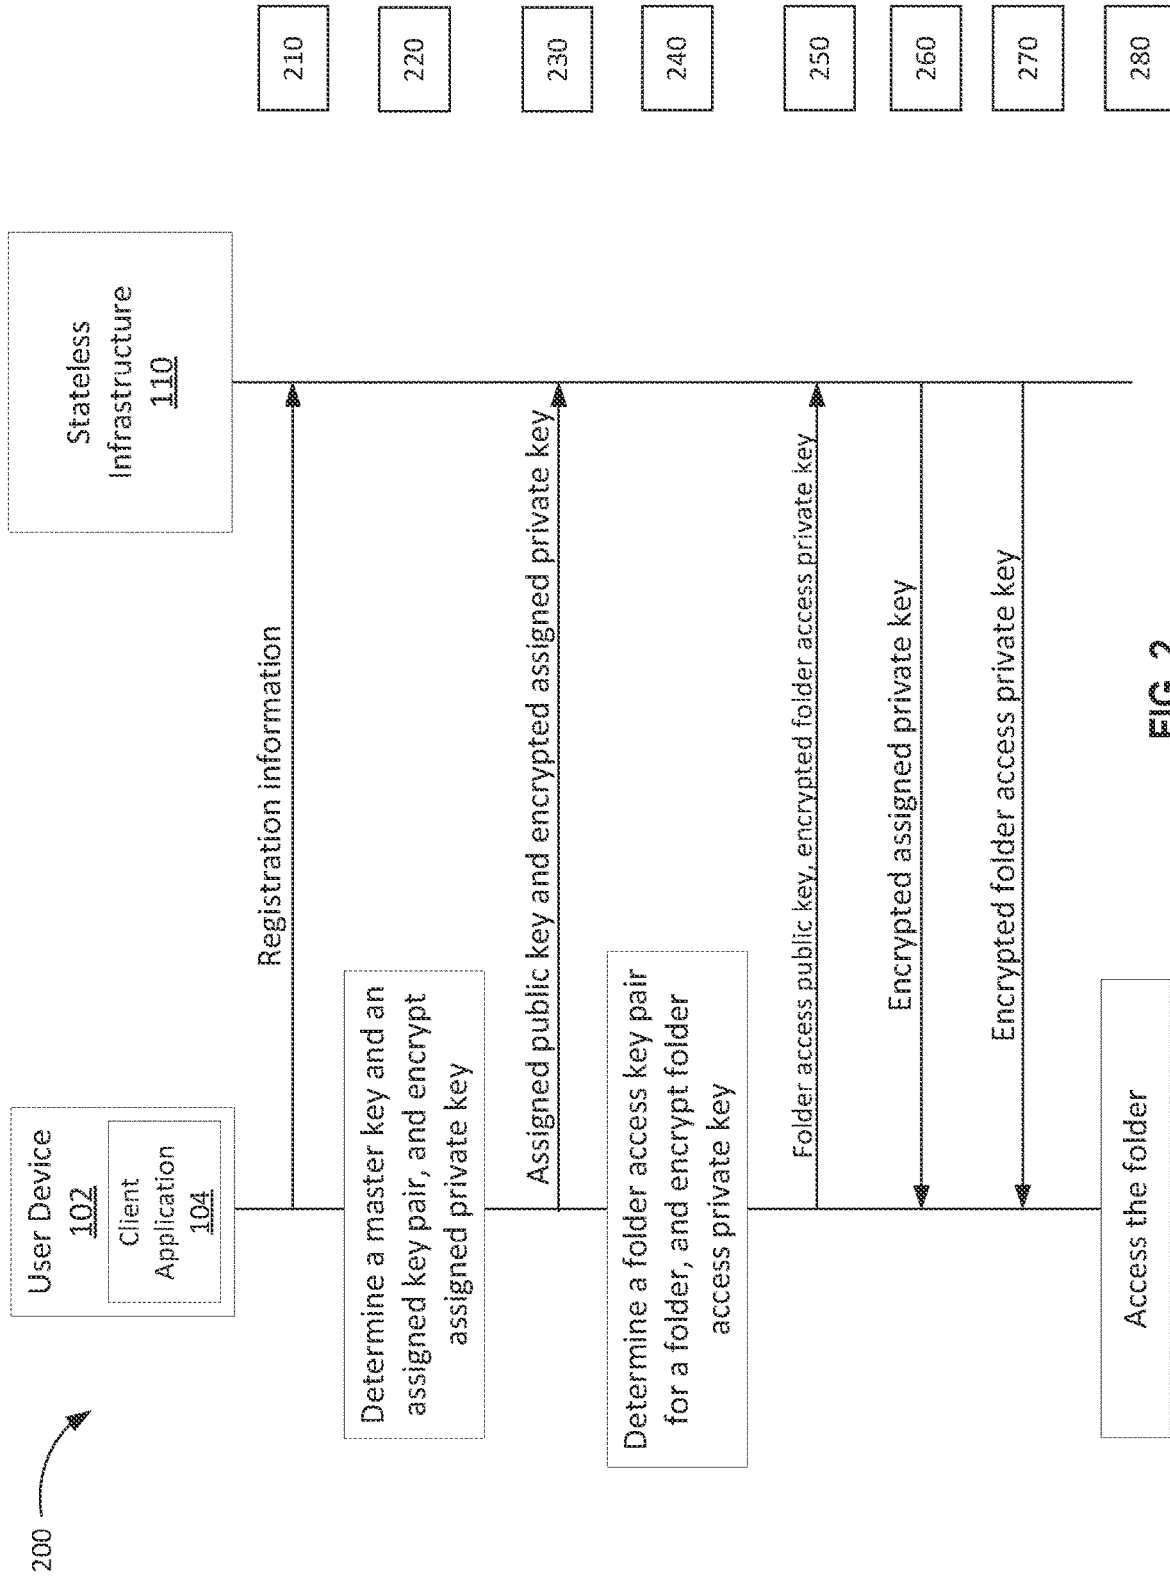 200
User Device
102
Client
Application
104
Stateless
Infrastructure
110
Registration information
210
Determine a master key and an
assigned key pair, and encrypt
assigned private key
220
Assigned public key and encrypted assigned private key
230
Determine a folder access key pair
for a folder, and encrypt folder
access private key
240
Folder access public key, encrypted folder access private key
250
Encrypted assigned private key
260
Encrypted folder access private key
270
Access the folder
280
FIG. 2